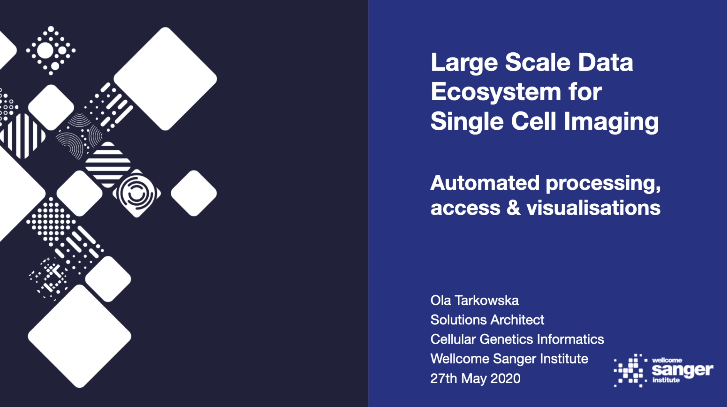 Large Scale Data
Ecosystem for
Single Cell Imaging
Automated processing,
access & visualisations
Ola Tarkowska
Solutions Architect
Cellular Genetics Informatics
Wellcome Sanger Institute
27th May 2020
wellcome
sanger
institute